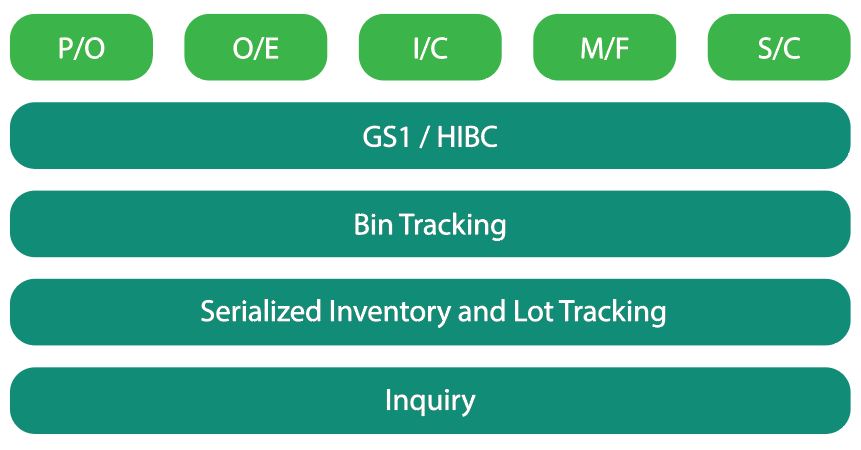 P/O
O/E
I/C
M/F
S/C
GS1 / HIBC
Bin Tracking
Serialized Inventory and Lot Tracking
Inquiry